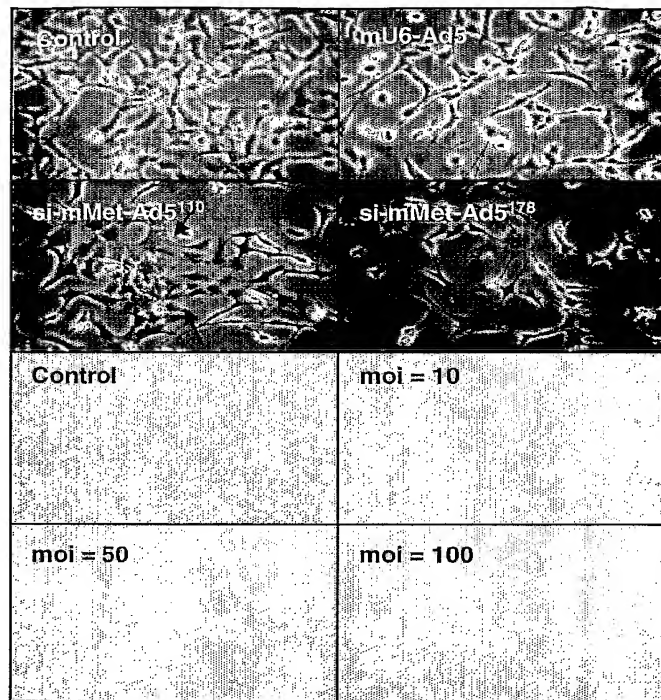 Control
mU6-Ad5
si-mMet-Ad5¹¹⁰
si-mMet-Ad5¹⁷⁸
Control
moi = 10
moi = 50
moi = 100